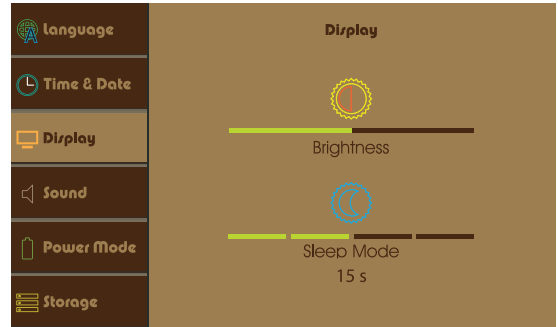 Language
Time & Date
Display
Sound
Power Mode
Storage
Display
Brightness
Sleep Mode
15 s